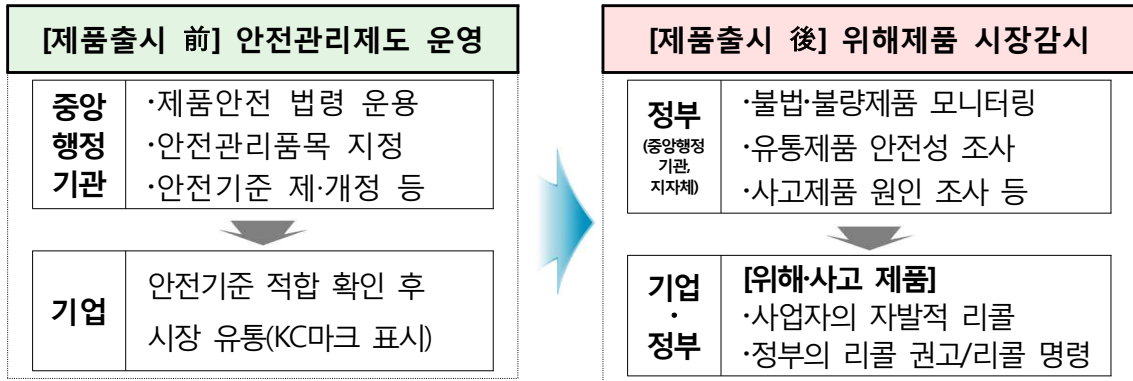 [제품출시 前] 안전관리제도 운영
중앙
행정
기관
·제품안전 법령 운용
·안전관리품목 지정
·안전기준 제·개정 등
기업
안전기준 적합 확인 후
시장 유통(KC마크 표시)
[제품출시 後] 위해제품 시장감시
정부
(중앙행정
기관,
지자체)
·불법·불량제품 모니터링
·유통제품 안전성 조사
·사고제품 원인 조사 등
기업
·
정부
[위해·사고 제품]
·사업자의 자발적 리콜
·정부의 리콜 권고/리콜 명령